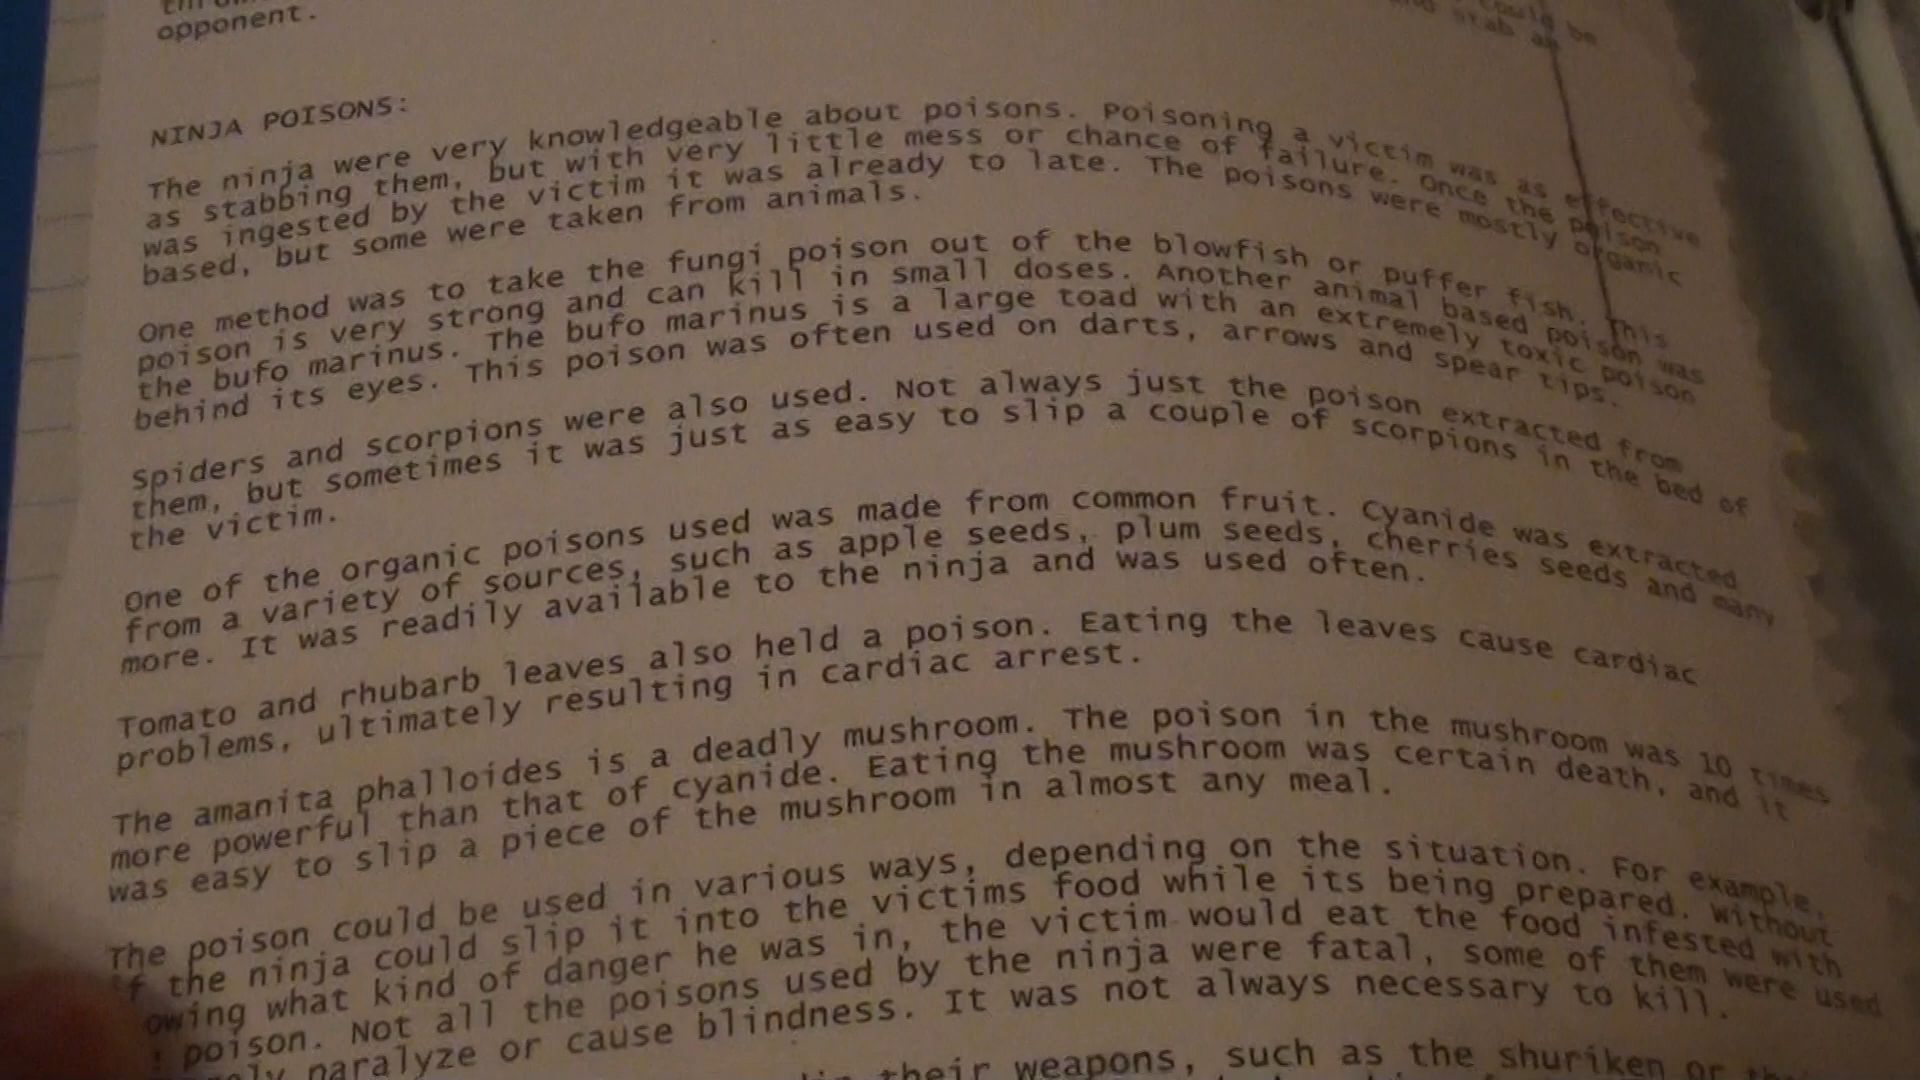 opponent.
could be
stab an
NINJA POISONS:
The ninja were very knowledgeable about poisons. Poisoning a victim was as effective
as stabbing them, but with very little mess or chance of failure. Once the poison
was ingested by the victim it was already to late. The poisons were mostly organic
based, but some were taken from animals.
One method was to take the fungi poison out of the blowfish or puffer fish. This
poison is very strong and can kill in small doses. Another animal based poison was
the bufo marinus. The bufo marinus is a large toad with an extremely toxic poison
behind its eyes. This poison was often used on darts, arrows and spear tips.
Spiders and scorpions were also used. Not always just the poison extracted from
them, but sometimes it was just as easy to slip a couple of scorpions in the bed of
the victim.
One of the organic poisons used was made from common fruit. Cyanide was extracted
from a variety of sources, such as apple seeds, plum seeds, cherries seeds and many
more. It was readily available to the ninja and was used often.
Tomato and rhubarb leaves also held a poison. Eating the leaves cause cardiac
problems, ultimately resulting in cardiac arrest.
The amanita phalloides is a deadly mushroom. The poison in the mushroom was 10 times
more powerful than that of cyanide. Eating the mushroom was certain death, and it
was easy to slip a piece of the mushroom in almost any meal.
The poison could be used in various ways, depending on the situation. For example,
if the ninja could slip it into the victims food while its being prepared. Without
owing what kind of danger he was in, the victim would eat the food infested with
poison. Not all the poisons used by the ninja were fatal, some of them were used
paralyze or cause blindness. It was not always necessary to kill.
their weapons, such as the shuriken or